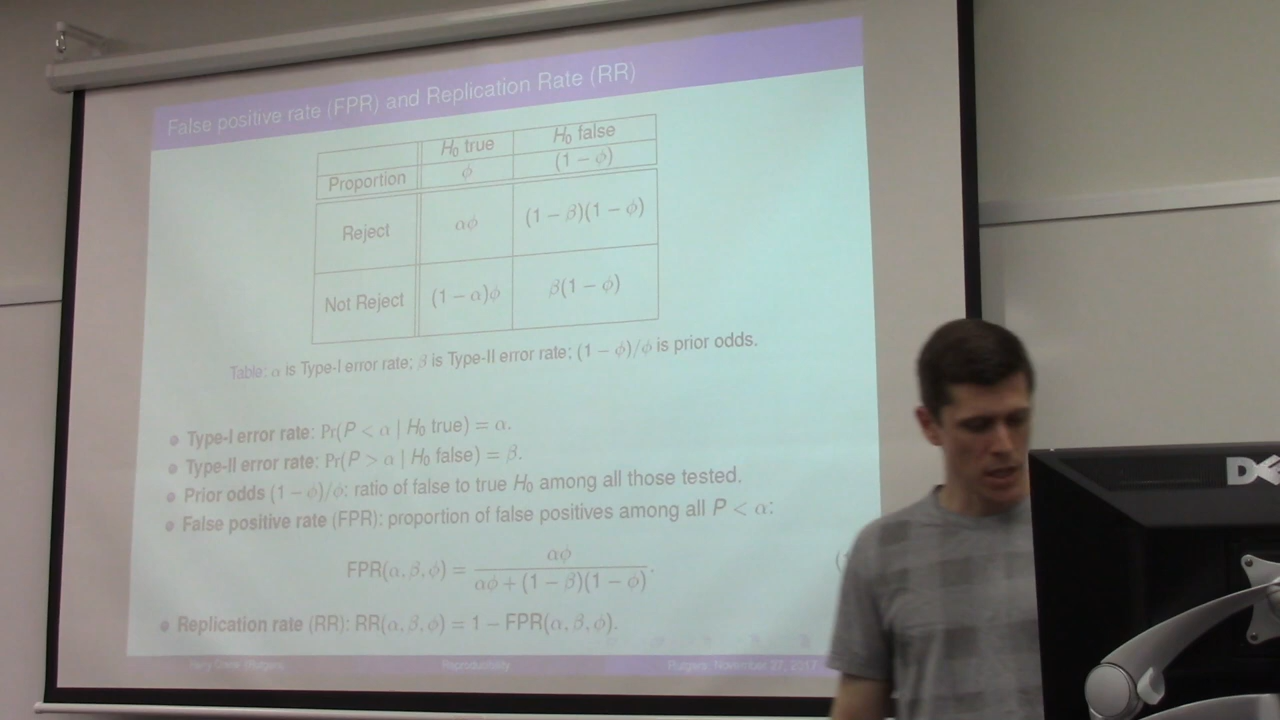 False positive rate (FPR) and Replication Rate (RR)
H₀ true H₀ false
Proportion ϕ (1 − ϕ)
Reject αϕ (1 − β)(1 − ϕ)
Not Reject (1 − α)ϕ β(1 − ϕ)
Table: α is Type-I error rate; β is Type-II error rate; (1 − ϕ)/ϕ is prior odds.
Type-I error rate: Pr(P < α | H₀ true) = α.
Type-II error rate: Pr(P > α | H₀ false) = β.
Prior odds (1 − ϕ)/ϕ: ratio of false to true H₀ among all those tested.
False positive rate (FPR): proportion of false positives among all P < α:
FPR(α, β, ϕ) = αϕ / αϕ + (1 − β)(1 − ϕ).
Replication rate (RR): RR(α, β, ϕ) = 1 − FPR(α, β, ϕ).
(Rutgers) Reproducibility Rutgers, November 27, 2017